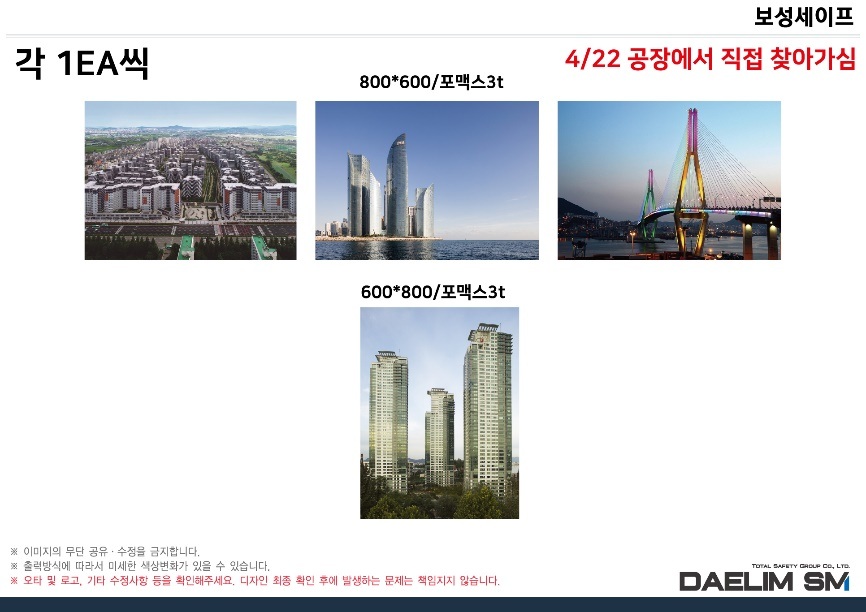 보성세이프
각 1EA씩
4/22 공장에서 직접 찾아가심
800*600/포맥스3t
600*800/포맥스3t
※ 이미지의 무단 공유 · 수정을 금지합니다.
※ 출력방식에 따라서 미세한 색상변화가 있을 수 있습니다.
※ 오타 및 로고, 기타 수정사항 등을 확인해주세요. 디자인 최종 확인 후에 발생하는 문제는 책임지지 않습니다.
TOTAL SAFETY GROUP CO., LTD.
DAELIM SM